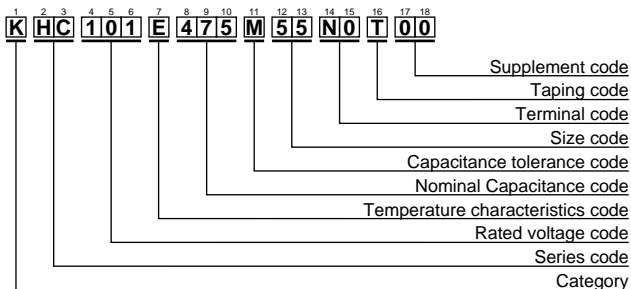 1 2 3 4 5 6 7 8 9 10 11 12 13 14 15 16 17 18
K HC 101 E 475 M 55 N0 T 00
Supplement code
Taping code
Terminal code
Size code
Capacitance tolerance code
Nominal Capacitance code
Temperature characteristics code
Rated voltage code
Series code
Category